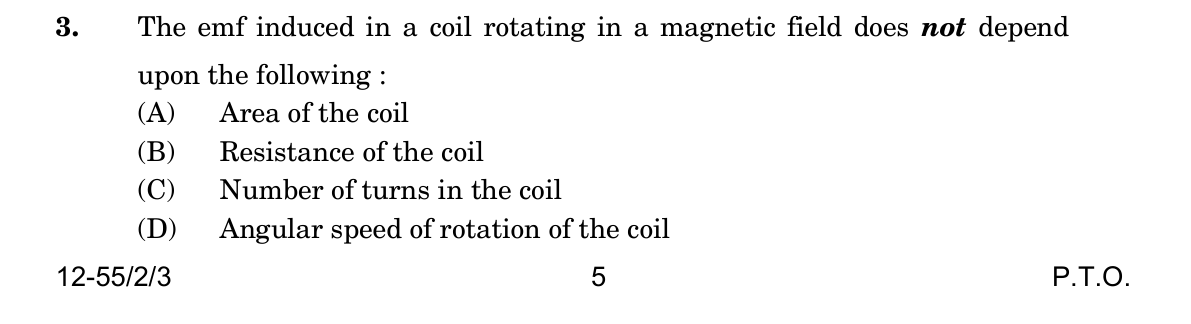 3. The emf induced in a coil rotating in a magnetic field does not depend
upon the following :
(A) Area of the coil
(B) Resistance of the coil
(C) Number of turns in the coil
(D) Angular speed of rotation of the coil
12-55/2/3 5 P.T.O.